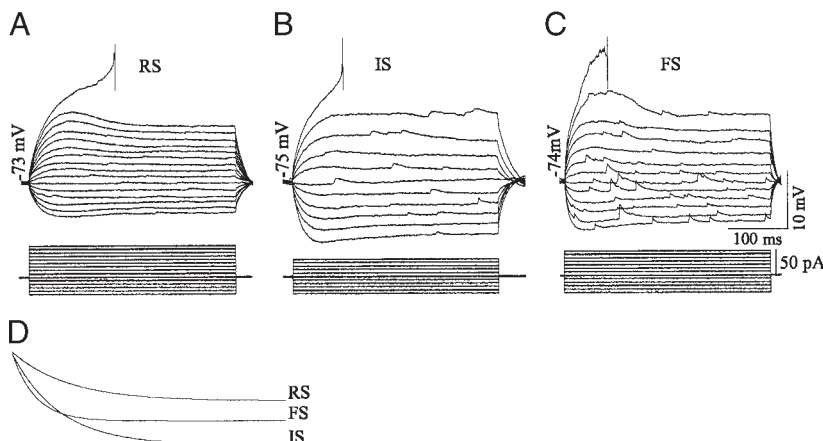 A
B
C
RS
IS
FS
-73 mV
-75 mV
-74mV
10 mV
100 ms
50 pA
D
RS
FS
IS